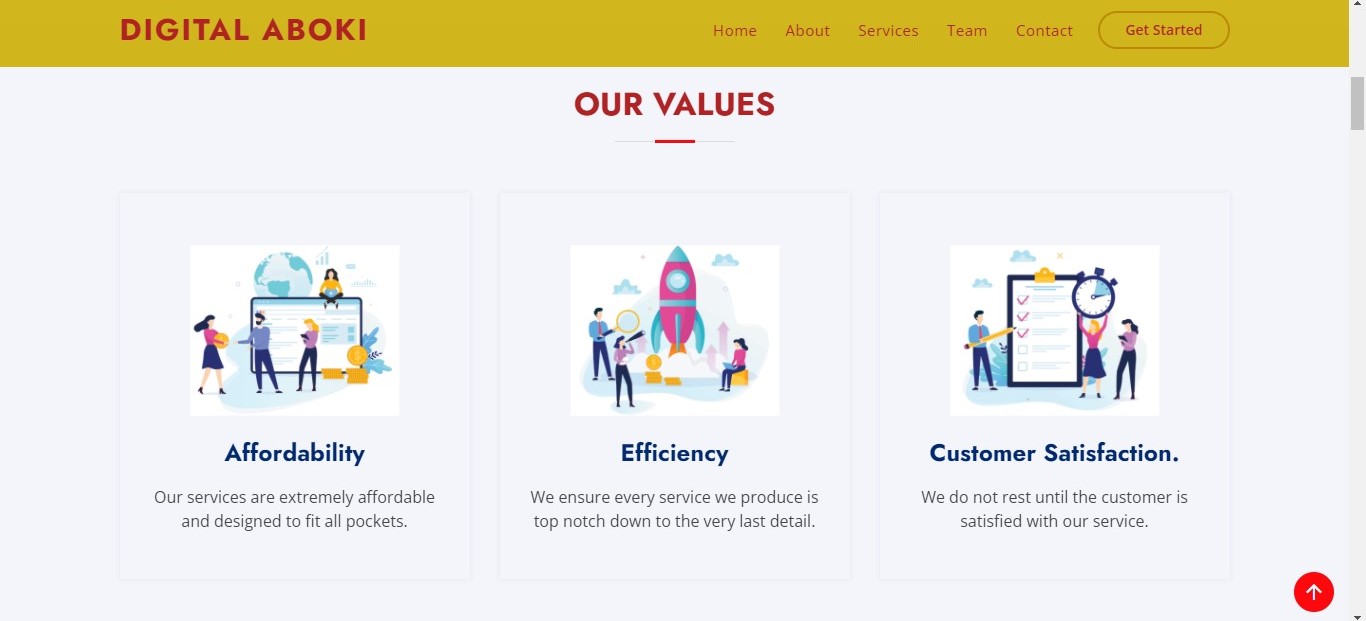 DIGITAL ABOKI
Home About Services Team Contact Get Started
OUR VALUES
Affordability
Our services are extremely affordable
and designed to fit all pockets.
Efficiency
We ensure every service we produce is
top notch down to the very last detail.
Customer Satisfaction.
We do not rest until the customer is
satisfied with our service.